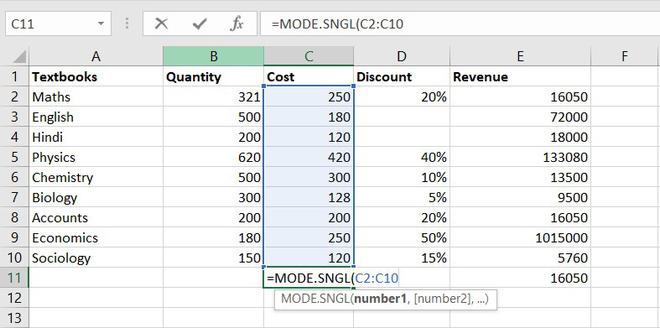 C11 fx =MODE.SNGL(C2:C10
A B C D E F
1 Textbooks Quantity Cost Discount Revenue
2 Maths 321 250 20% 16050
3 English 500 180 72000
4 Hindi 200 120 18000
5 Physics 620 420 40% 133080
6 Chemistry 500 300 10% 13500
7 Biology 300 128 5% 9500
8 Accounts 200 200 20% 16050
9 Economics 180 250 50% 1015000
10 Sociology 150 120 15% 5760
11 =MODE.SNGL(C2:C10 16050
12 MODE.SNGL(number1, [number2], ...)
13